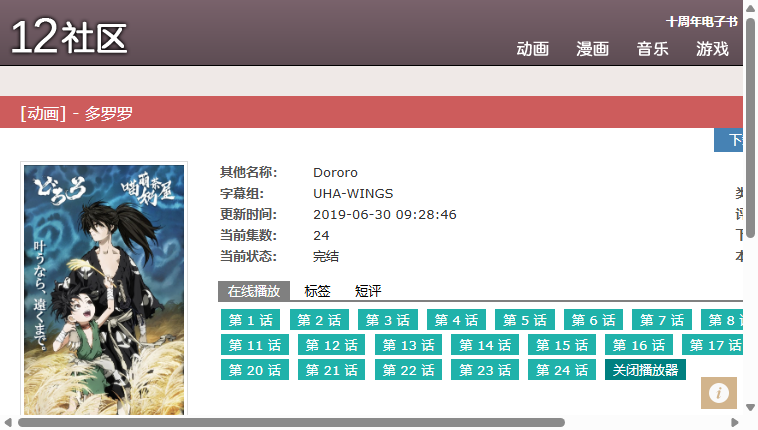 12社区
十周年电子书
动画 漫画 音乐 游戏
[动画] - 多罗罗
其他名称: Dororo
字幕组: UHA-WINGS
更新时间: 2019-06-30 09:28:46
当前集数: 24
当前状态: 完结
どろろ
喵萌茶屋
叶うなら、遠くまで。
在线播放 标签 短评
第 1 话 第 2 话 第 3 话 第 4 话 第 5 话 第 6 话 第 7 话 第 8
第 11 话 第 12 话 第 13 话 第 14 话 第 15 话 第 16 话 第 17 话
第 20 话 第 21 话 第 22 话 第 23 话 第 24 话 关闭播放器